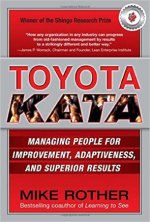 Winner of the Shingo Research Prize
"Now any organization in any industry can progress
from old-fashioned management by results
to a strikingly different and better way."
—James P. Womack, Chairman and Founder, Lean Enterprise Institute
TOYOTA
KATA
MANAGING PEOPLE FOR
IMPROVEMENT, ADAPTIVENESS,
AND SUPERIOR RESULTS
MIKE ROTHER
Bestselling coauthor of Learning to See